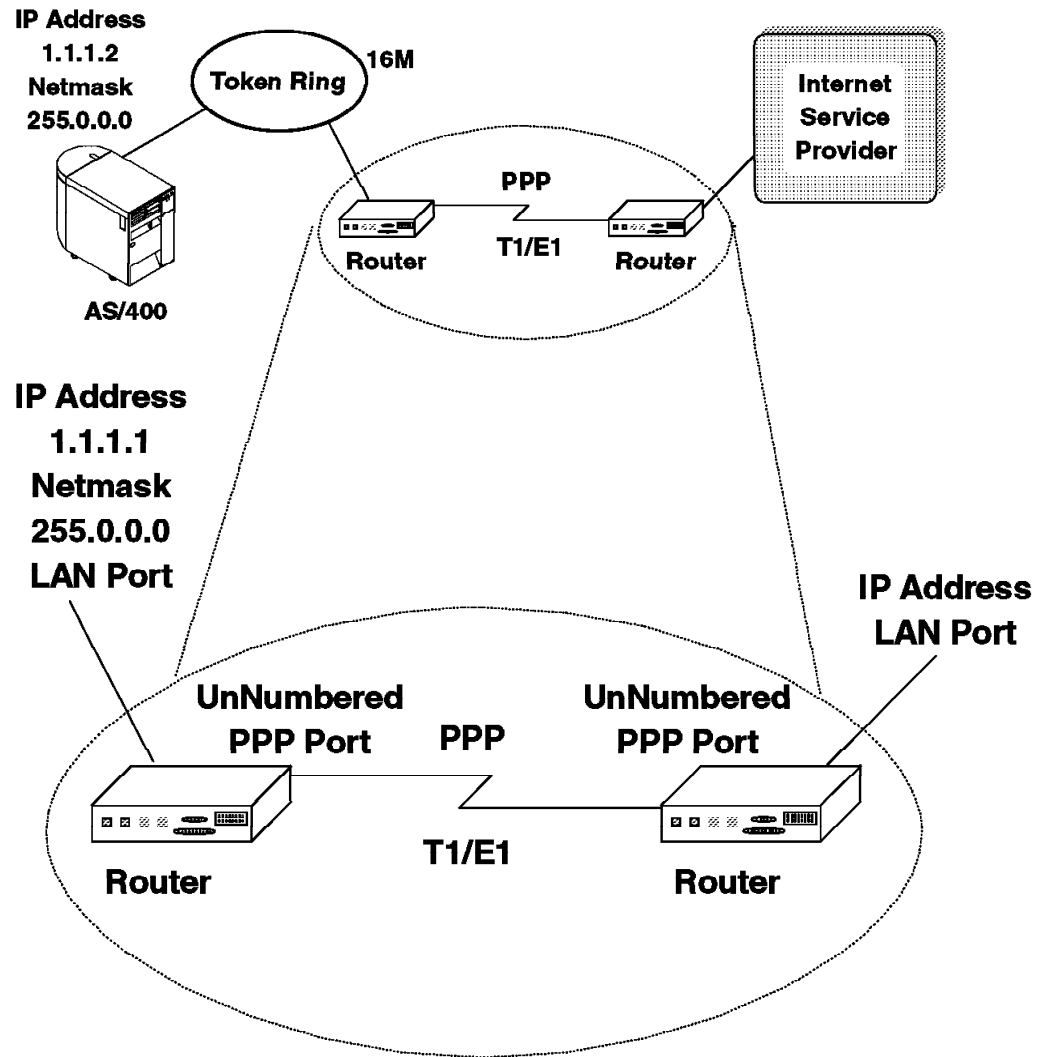 IP Address
1.1.1.2
Netmask
255.0.0.0
AS/400
Token Ring
16M
PPP
T1/E1
Router
Router
Internet
Service
Provider
IP Address
1.1.1.1
Netmask
255.0.0.0
LAN Port
IP Address
LAN Port
UnNumbered
PPP Port
PPP
UnNumbered
PPP Port
T1/E1
Router
Router